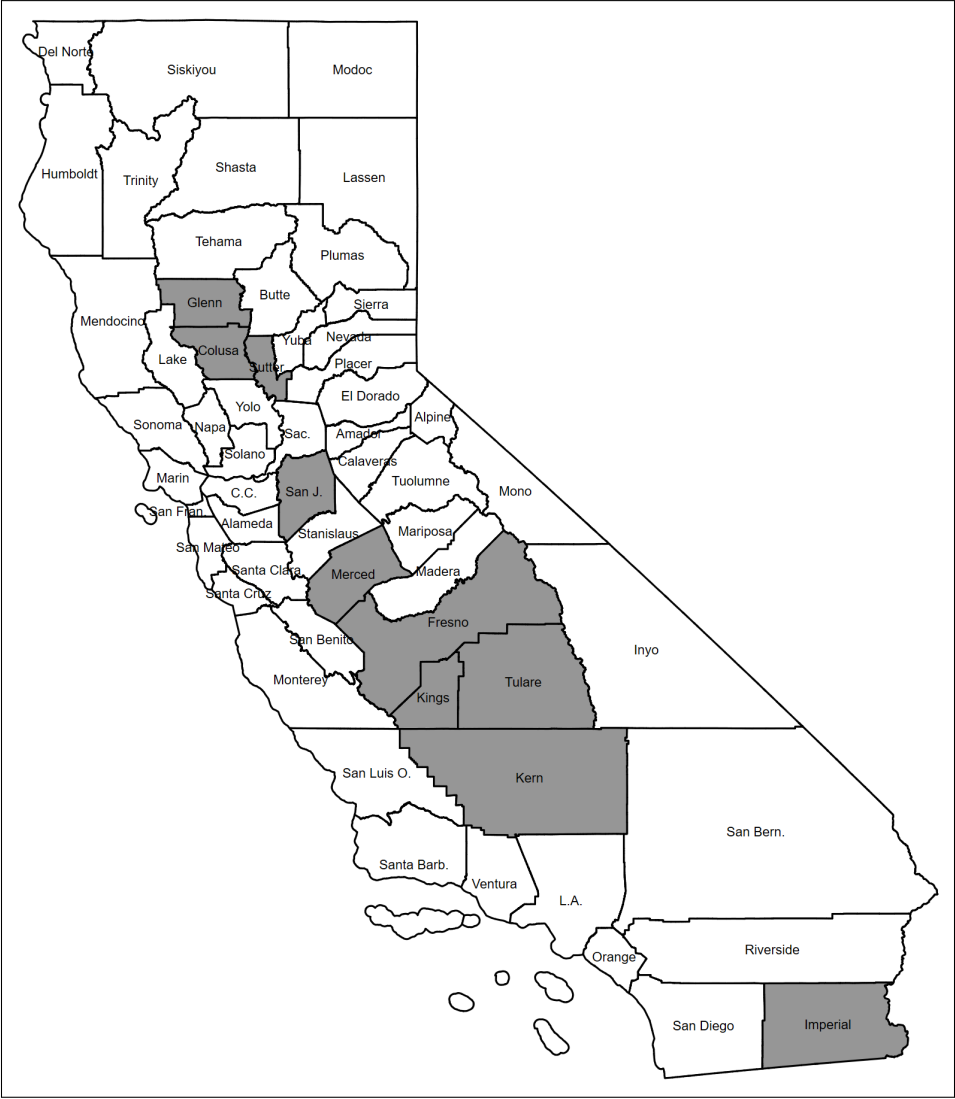 Del Norte
Siskiyou
Modoc
Humboldt
Trinity
Shasta
Lassen
Tehama
Plumas
Glenn
Butte
Sierra
Mendocino
Colusa
Lake
Sutter
Yuba
Nevada
Placer
El Dorado
Yolo
Sonoma
Napa
Sac.
Amador
Alpine
Solano
Calaveras
Marin
C.C.
San J.
Tuolumne
Mono
San Fran.
Alameda
Stanislaus
Mariposa
San Mateo
Santa Clara
Merced
Madera
Santa Cruz
Fresno
San Benito
Inyo
Monterey
Kings
Tulare
San Luis O.
Kern
San Bern.
Santa Barb.
Ventura
L.A.
Orange
Riverside
San Diego
Imperial